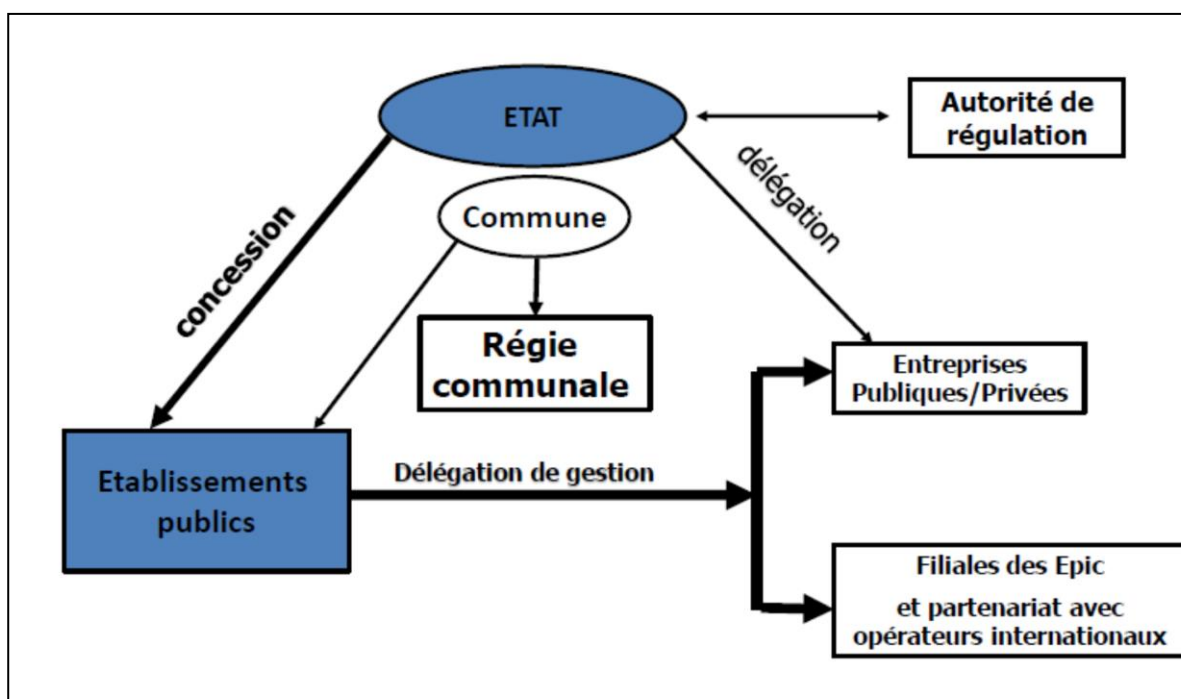 ETAT
Autorité de
régulation
délégation
Commune
concession
Régie
communale
Entreprises
Publiques/Privées
Etablissements
publics
Délégation de gestion
Filiales des Epic
et partenariat avec
opérateurs internationaux